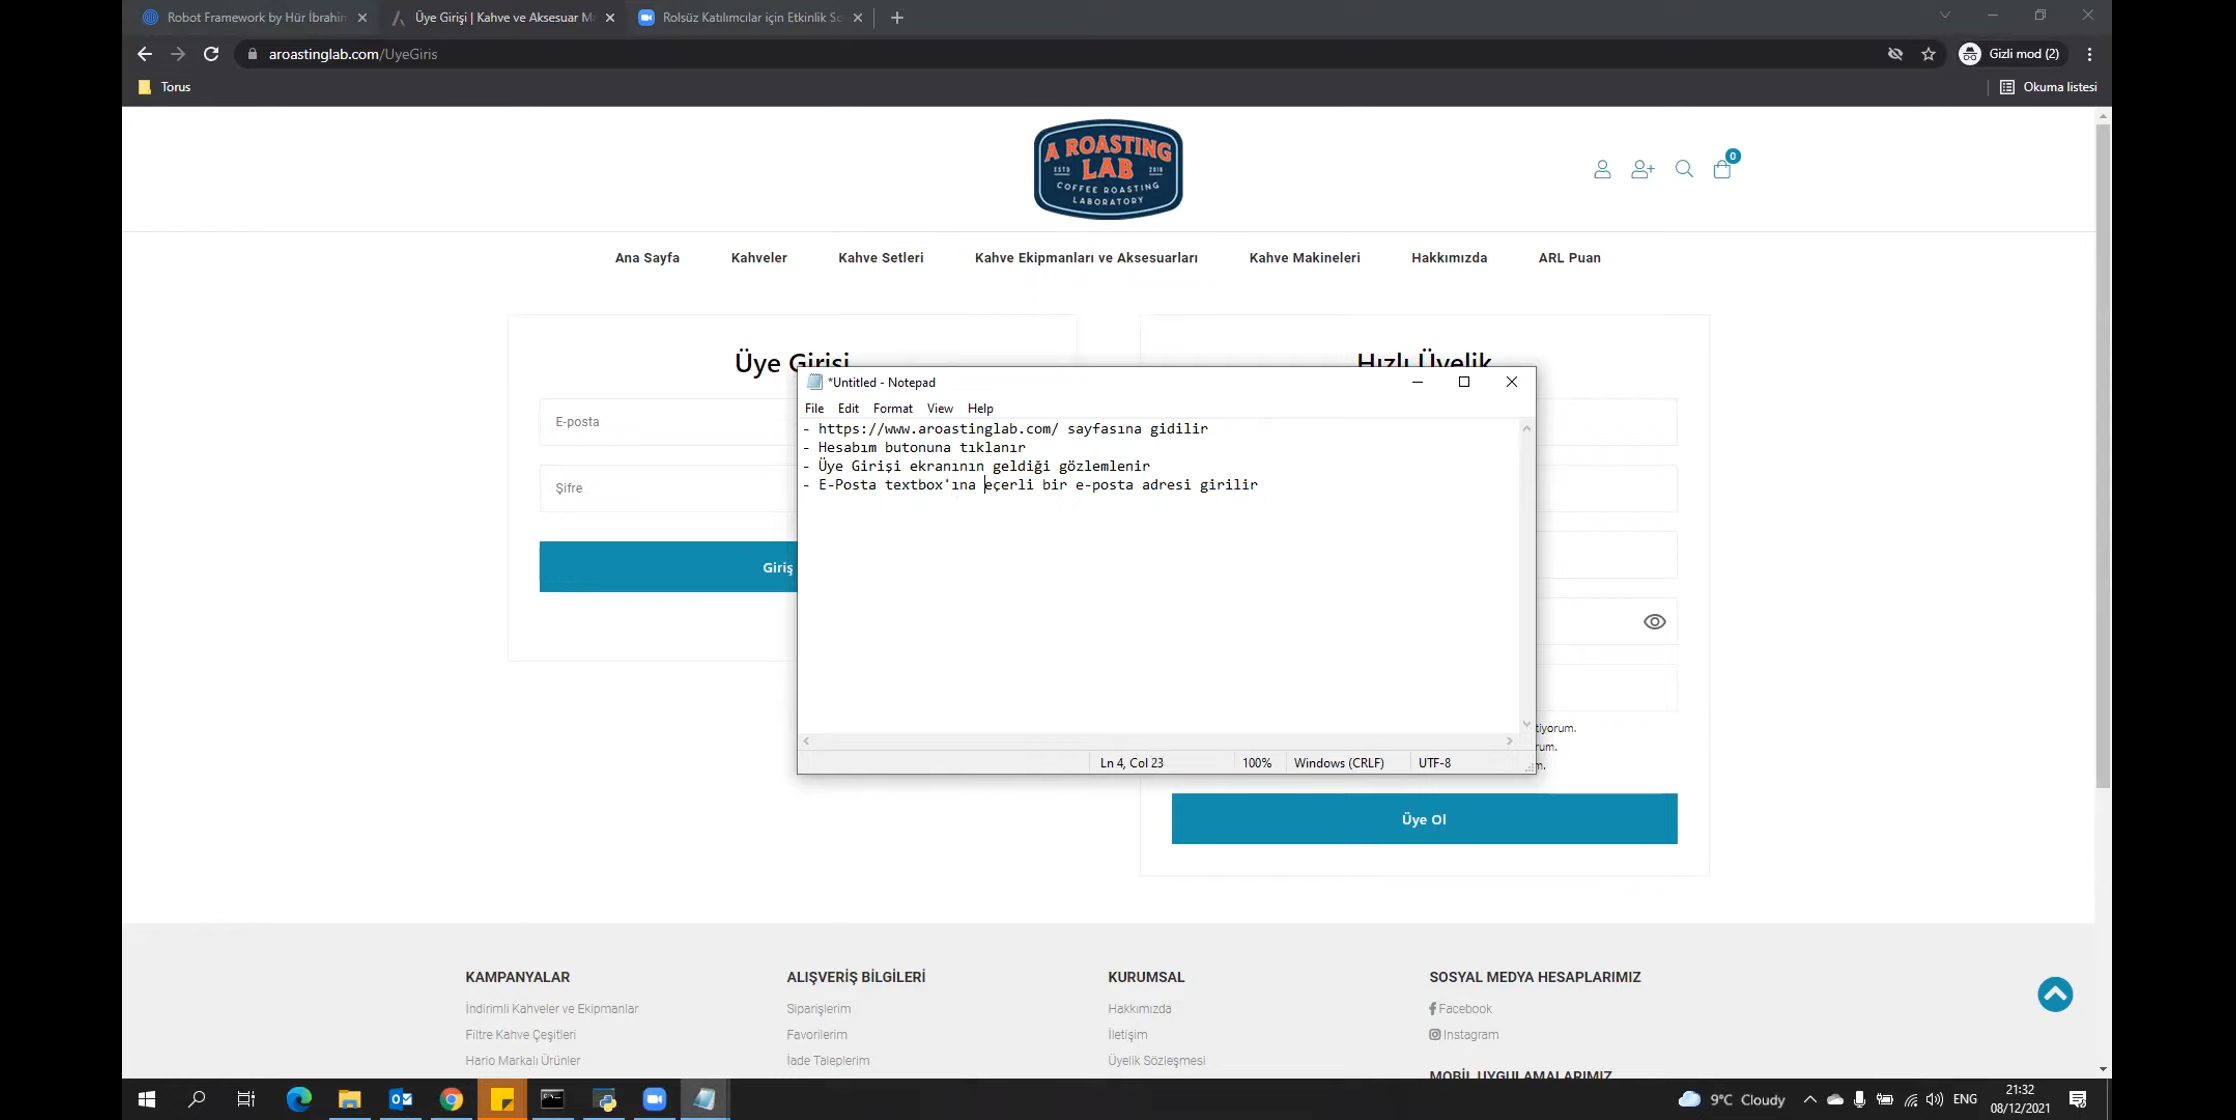 Robot Framework by Hür İbrahim
Üye Girişi | Kahve ve Aksesuar M
Rolsüz Katılımcılar için Etkinlik
aroastinglab.com/UyeGiris
Gizli mod (2)
Torus
Okuma listesi
A ROASTING
LAB
ESTD 2018
COFFEE ROASTING
LABORATORY
0
Ana Sayfa Kahveler Kahve Setleri Kahve Ekipmanları ve Aksesuarları Kahve Makineleri Hakkımızda ARL Puan
Üye Girişi
Hızlı Üyelik
E-posta
Şifre
Giriş
*Untitled - Notepad
File Edit Format View Help
- https://www.aroastinglab.com/ sayfasına gidilir
- Hesabım butonuna tıklanır
- Üye Girişi ekranının geldiği gözlemlenir
- E-Posta textbox'ına eçerli bir e-posta adresi girilir
Ln 4, Col 23 100% Windows (CRLF) UTF-8
tiyorum.
rum.
m.
Üye Ol
KAMPANYALAR
İndirimli Kahveler ve Ekipmanlar
Filtre Kahve Çeşitleri
Hario Markalı Ürünler
ALIŞVERİŞ BİLGİLERİ
Siparişlerim
Favorilerim
İade Taleplerim
KURUMSAL
Hakkımızda
İletişim
Üyelik Sözleşmesi
SOSYAL MEDYA HESAPLARIMIZ
Facebook
Instagram
MOBİL UYGULAMALARIMIZ
9°C Cloudy
ENG
21:32
08/12/2021